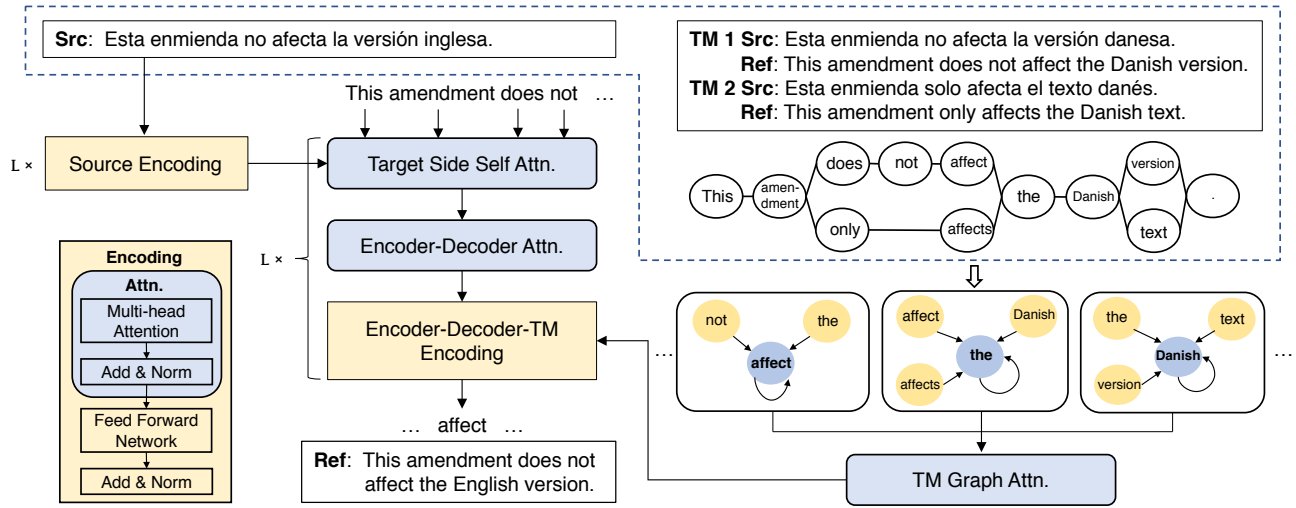 Src: Esta enmienda no afecta la versión inglesa.
TM 1 Src: Esta enmienda no afecta la versión danesa.
Ref: This amendment does not affect the Danish version.
TM 2 Src: Esta enmienda solo afecta el texto danés.
Ref: This amendment only affects the Danish text.
This amendment does not ...
L × Source Encoding
Target Side Self Attn.
Encoder-Decoder Attn.
L ×
Encoder-Decoder-TM
Encoding
... affect ...
Ref: This amendment does not
affect the English version.
Encoding
Attn.
Multi-head
Attention
Add & Norm
Feed Forward
Network
Add & Norm
does not affect version
This amen-
dment the Danish .
only affects text
... not the affect
affect Danish the affects
the text Danish version ...
TM Graph Attn.